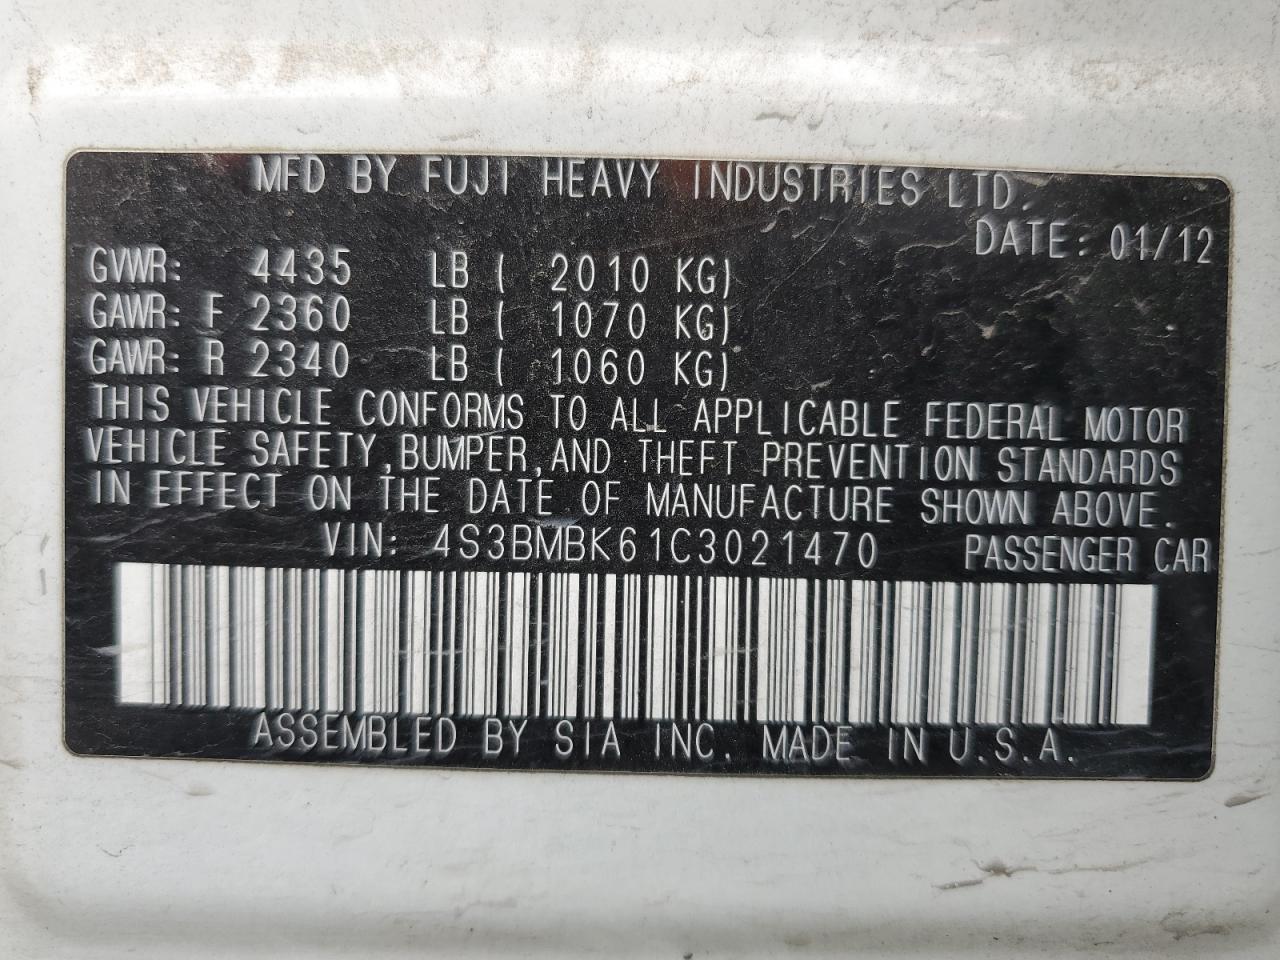 MFD BY FUJI HEAVY INDUSTRIES LTD.
DATE: 01/12
GVWR: 4435 LB ( 2010 KG)
GAWR: F 2360 LB ( 1070 KG)
GAWR: R 2340 LB ( 1060 KG)
THIS VEHICLE CONFORMS TO ALL APPLICABLE FEDERAL MOTOR
VEHICLE SAFETY,BUMPER,AND THEFT PREVENTION STANDARDS
IN EFFECT ON THE DATE OF MANUFACTURE SHOWN ABOVE.
VIN: 4S3BMBK61C3021470 PASSENGER CAR
ASSEMBLED BY SIA INC. MADE IN U.S.A.